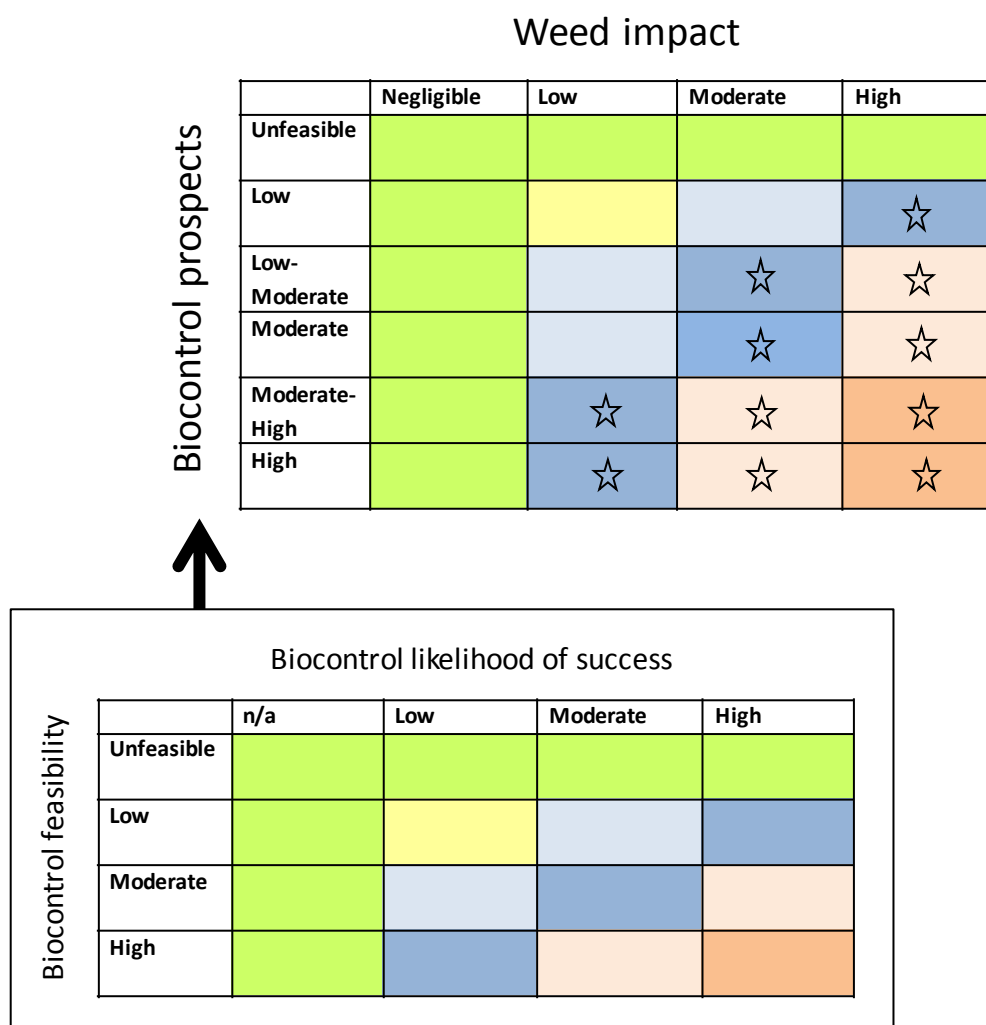 Weed impact
Biocontrol prospects
Negligible Low Moderate High
Unfeasible
Low
Low-
Moderate
Moderate
Moderate-
High
High
Biocontrol likelihood of success
Biocontrol feasibility
n/a Low Moderate High
Unfeasible
Low
Moderate
High